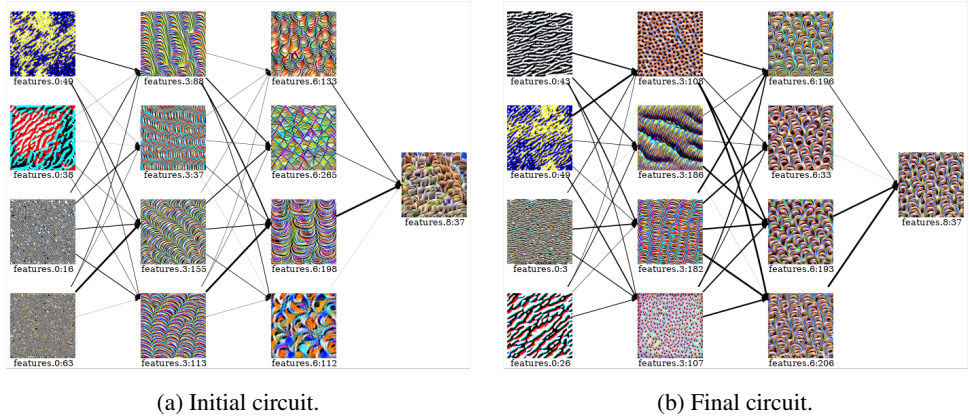 features.0:49
features.3:88
features.6:133
features.0:38
features.3:37
features.6:265
features.8:37
features.0:16
features.3:155
features.6:198
features.0:63
features.3:113
features.6:112
(a) Initial circuit.
features.0:43
features.3:108
features.6:196
features.0:49
features.3:186
features.6:33
features.8:37
features.0:3
features.3:182
features.6:193
features.0:26
features.3:107
features.6:206
(b) Final circuit.